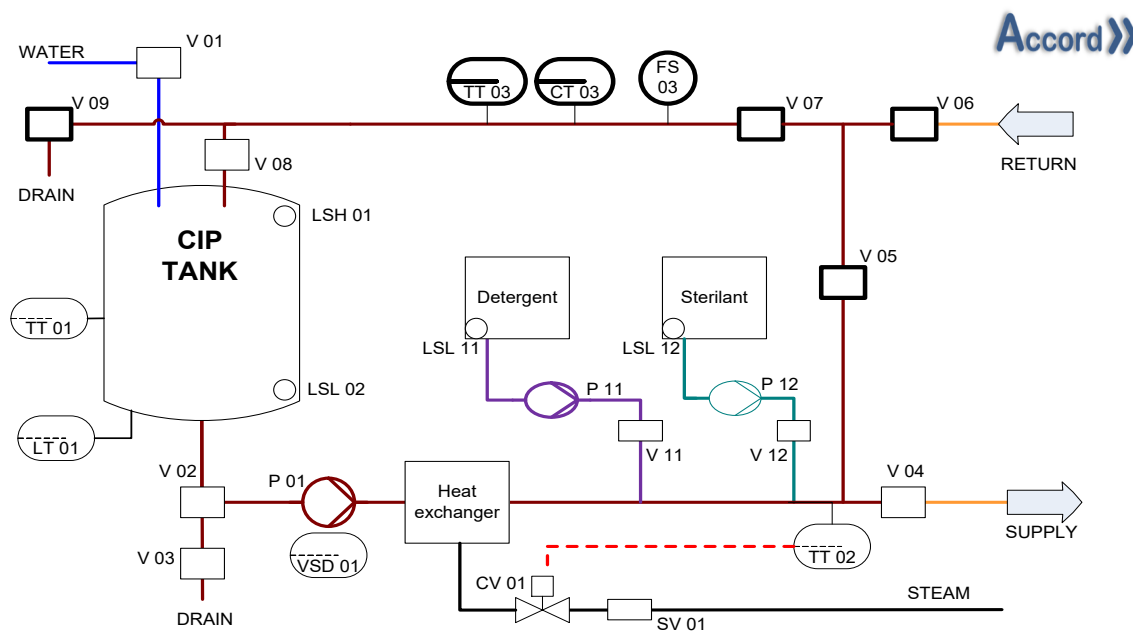 Accord
WATER
V 01
V 09
TT 03
CT 03
FS
03
V 07
V 06
V 08
DRAIN
RETURN
LSH 01
CIP
TANK
V 05
Detergent
Sterilant
TT 01
LSL 11
LSL 12
LSL 02
P 11
P 12
LT 01
V 11
V 12
V 02
P 01
Heat
exchanger
V 04
SUPPLY
V 03
VSD 01
TT 02
CV 01
DRAIN
STEAM
SV 01